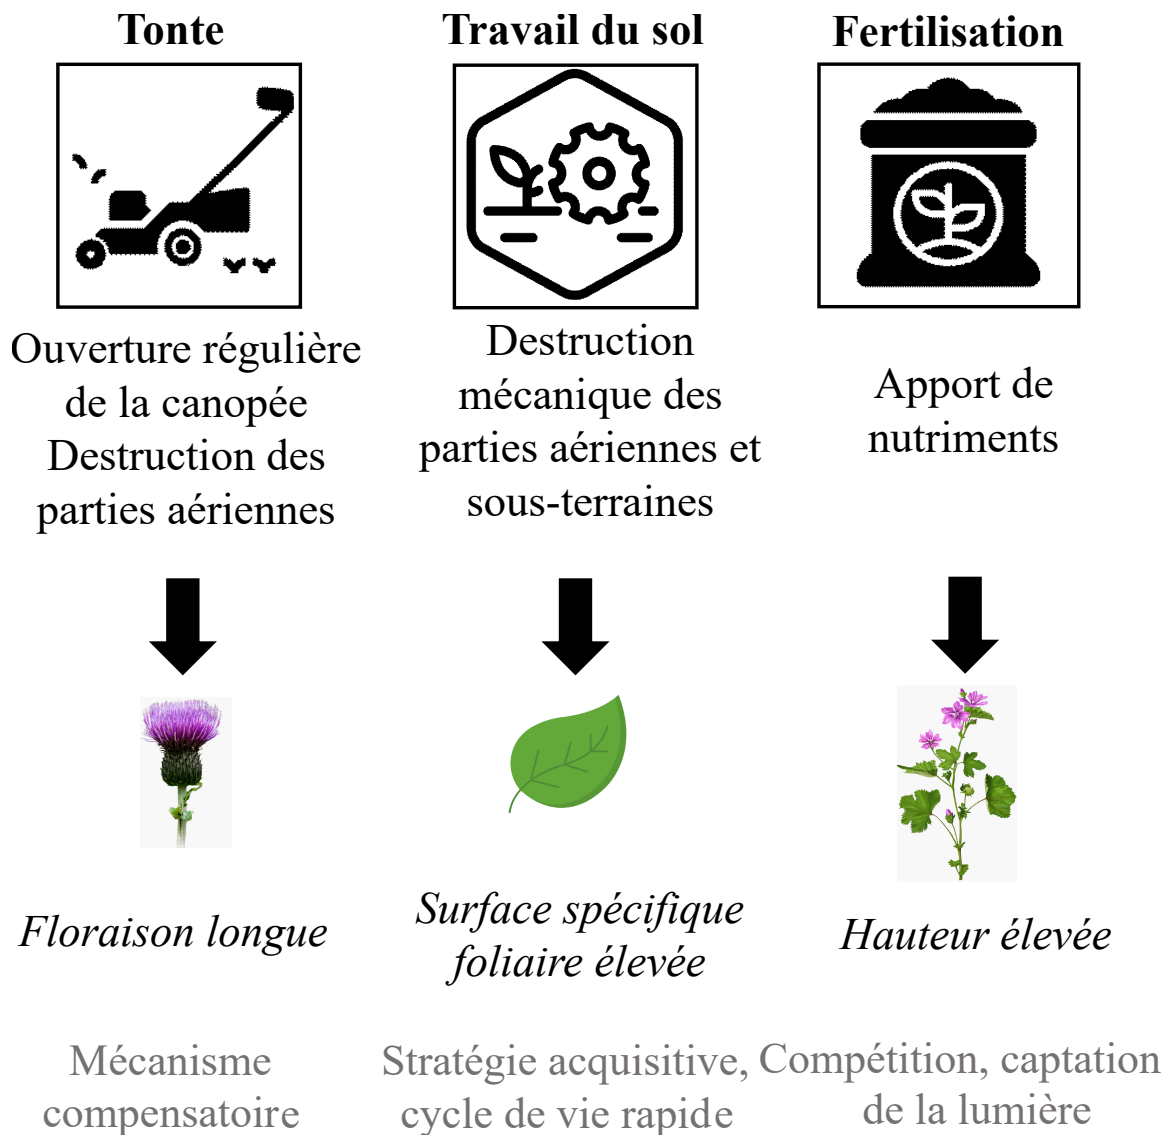 Tonte
Ouverture régulière
de la canopée
Destruction des
parties aériennes
Floraison longue
Mécanisme
compensatoire
Travail du sol
Destruction
mécanique des
parties aériennes et
sous-terraines
Surface spécifique
foliaire élevée
Stratégie acquisitive,
cycle de vie rapide
Fertilisation
Apport de
nutriments
Hauteur élevée
Compétition, captation
de la lumière